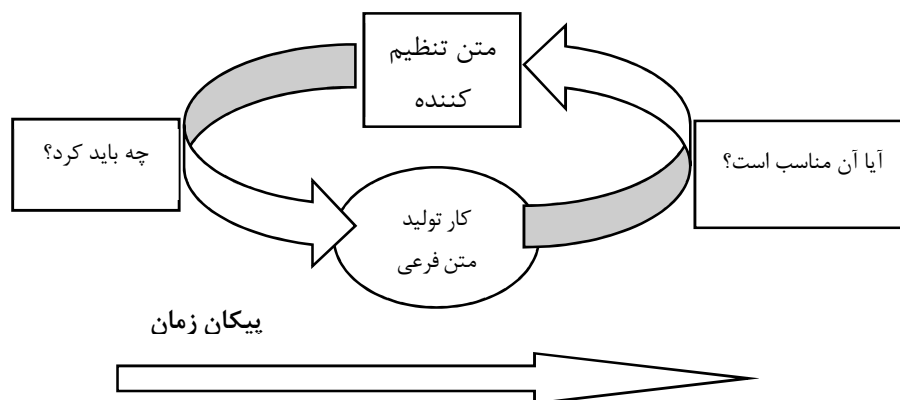 متن تنظیم
کننده
چه باید کرد؟
آیا آن مناسب است؟
کار تولید
متن فرعی
پیکان زمان